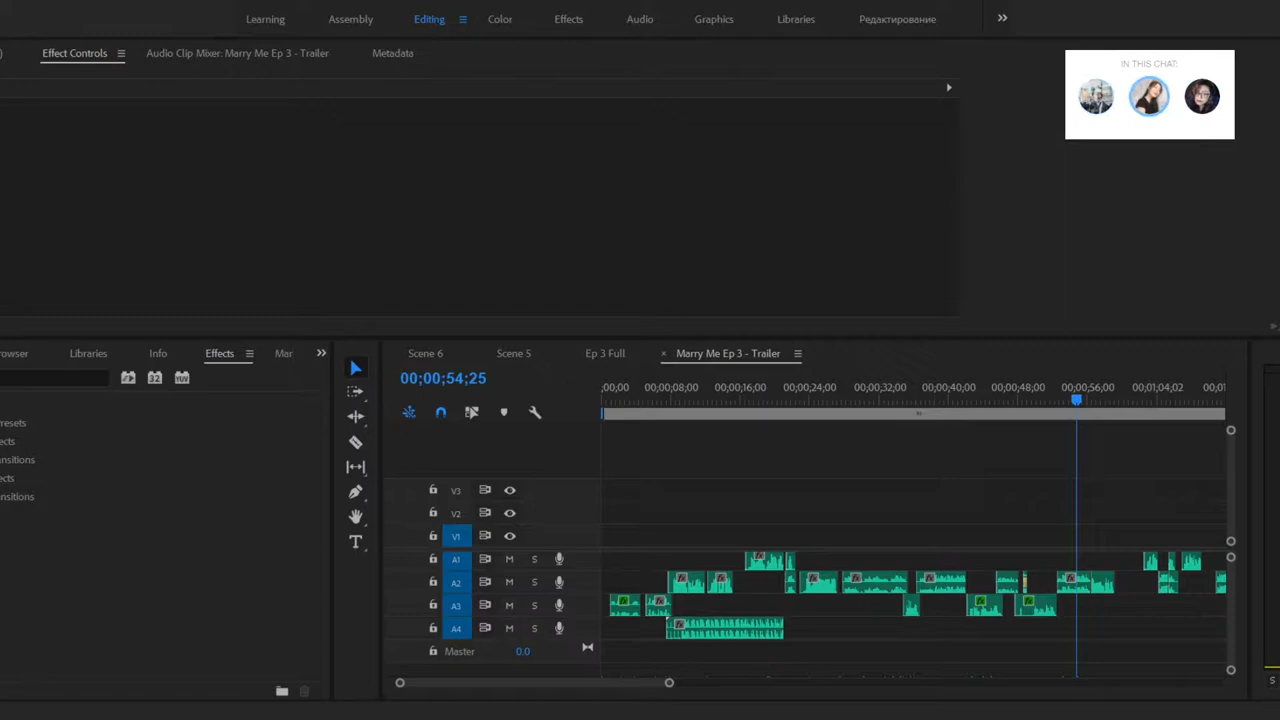 Learning Assembly Editing Color Effects Audio Graphics Libraries Редактирование
) Effect Controls Audio Clip Mixer: Marry Me Ep 3 - Trailer Metadata
IN THIS CHAT:
rowser Libraries Info Effects Mar
32 YUV
resets
ects
ansitions
ects
nsitions
Scene 6 Scene 5 Ep 3 Full × Marry Me Ep 3 - Trailer
00;00;54;25
;00;00 00;00;08;00 00;00;16;00 00;00;24;00 00;00;32;00 00;00;40;00 00;00;48;00 00;00;56;00 00;01;04;02 00;01
V3
V2
V1
A1 M S
A2 M S
A3 M S
A4 M S
Master 0.0
S